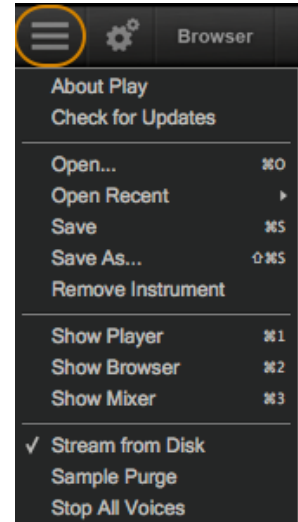 Browser
About Play
Check for Updates
Open... ⌘O
Open Recent ▸
Save ⌘S
Save As... ⇧⌘S
Remove Instrument
Show Player ⌘1
Show Browser ⌘2
Show Mixer ⌘3
✓ Stream from Disk
Sample Purge
Stop All Voices